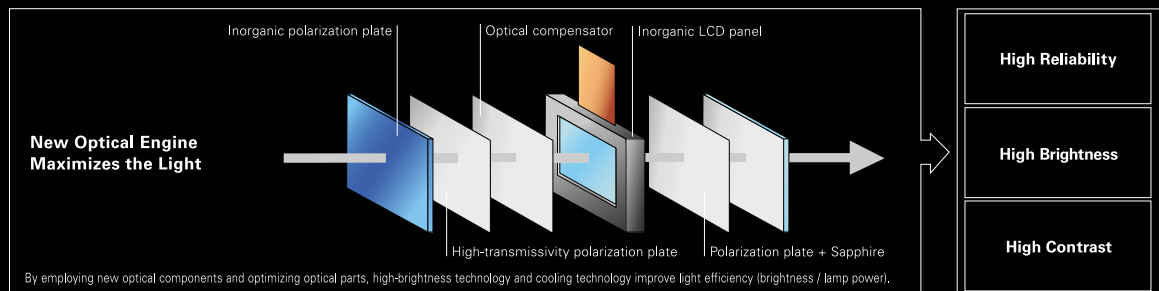 Inorganic polarization plate
Optical compensator
Inorganic LCD panel
New Optical Engine
Maximizes the Light
High-transmissivity polarization plate
Polarization plate + Sapphire
By employing new optical components and optimizing optical parts, high-brightness technology and cooling technology improve light efficiency (brightness / lamp power).
High Reliability
High Brightness
High Contrast